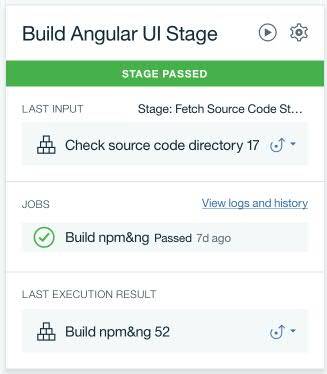 Build Angular UI Stage
STAGE PASSED
LAST INPUT Stage: Fetch Source Code St...
Check source code directory 17
JOBS View logs and history
Build npm&ng Passed 7d ago
LAST EXECUTION RESULT
Build npm&ng 52